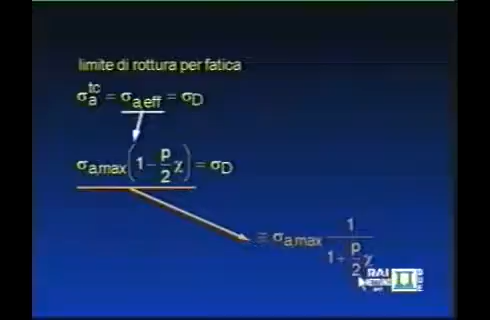 limite di rottura per fatica
σ_a^tc = σ_a,eff = σ_D
σ_a,max (1 − p/2 χ) = σ_D
= σ_a,max 1/(1 + p/2 χ)
RAI